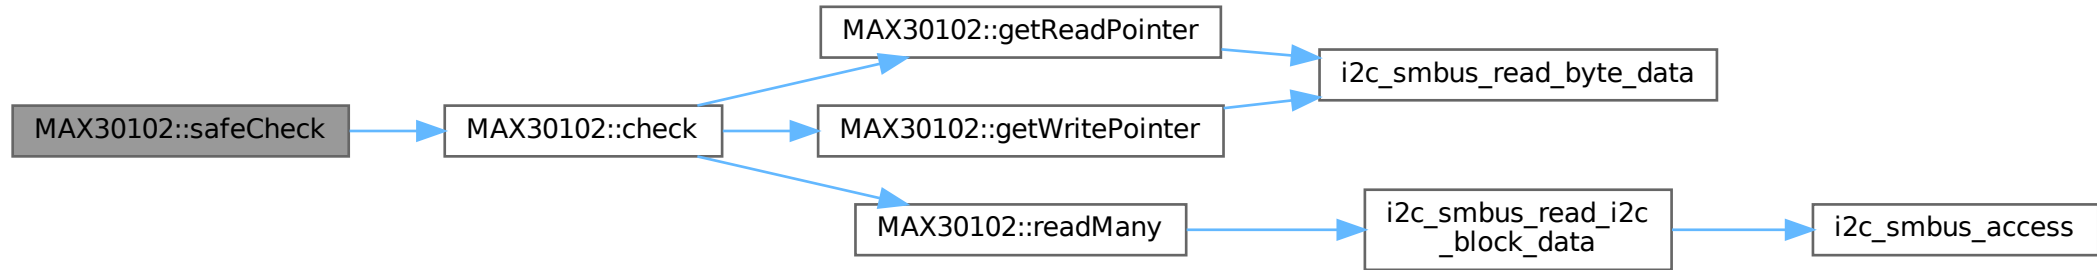 MAX30102::safeCheck
MAX30102::check
MAX30102::getReadPointer
MAX30102::getWritePointer
MAX30102::readMany
i2c_smbus_read_byte_data
i2c_smbus_read_i2c
_block_data
i2c_smbus_access